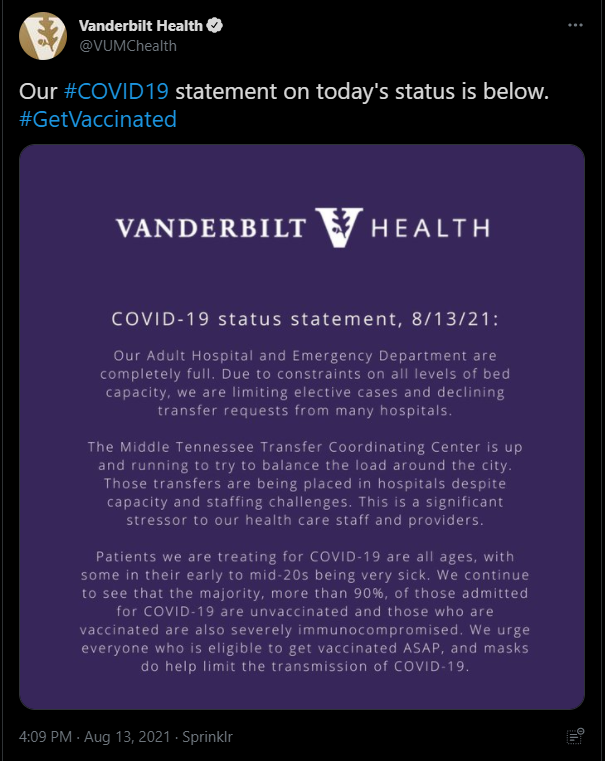 Vanderbilt Health
@VUMChealth
Our #COVID19 statement on today's status is below.
#GetVaccinated
VANDERBILT V HEALTH
COVID-19 status statement, 8/13/21:
Our Adult Hospital and Emergency Department are
completely full. Due to constraints on all levels of bed
capacity, we are limiting elective cases and declining
transfer requests from many hospitals.
The Middle Tennessee Transfer Coordinating Center is up
and running to try to balance the load around the city.
Those transfers are being placed in hospitals despite
capacity and staffing challenges. This is a significant
stressor to our health care staff and providers.
Patients we are treating for COVID-19 are all ages, with
some in their early to mid-20s being very sick. We continue
to see that the majority, more than 90%, of those admitted
for COVID-19 are unvaccinated and those who are
vaccinated are also severely immunocompromised. We urge
everyone who is eligible to get vaccinated ASAP, and masks
do help limit the transmission of COVID-19.
4:09 PM · Aug 13, 2021 · Sprinklr